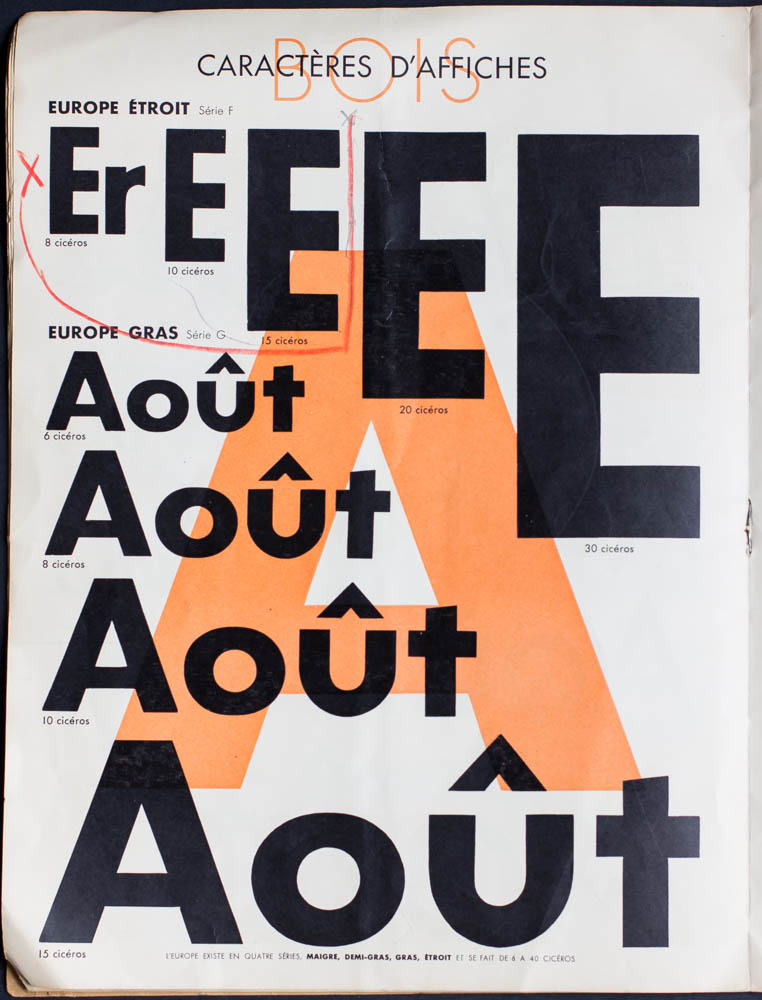 BOIS
CARACTÈRES D'AFFICHES
EUROPE ÉTROIT Série F
Er E E E E
8 cicéros
10 cicéros
15 cicéros
20 cicéros
30 cicéros
EUROPE GRAS Série G
A
Août
6 cicéros
Août
8 cicéros
Août
10 cicéros
Août
15 cicéros
L'EUROPE EXISTE EN QUATRE SÉRIES, MAIGRE, DEMI-GRAS, GRAS, ÉTROIT ET SE FAIT DE 6 A 40 CICÉROS